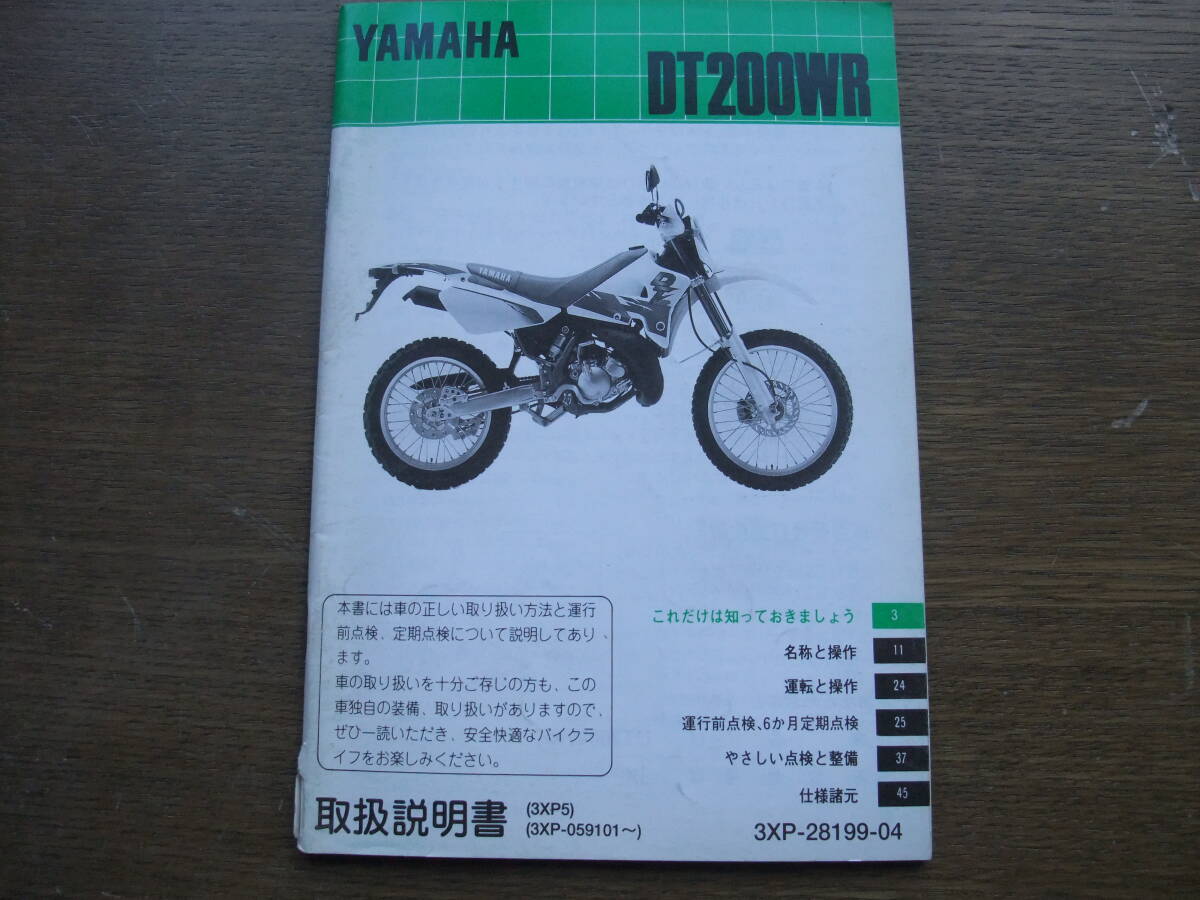 YAMAHA
DT200WR
YAMAHA
DT
本書には車の正しい取り扱い方法と運行
前点検、定期点検について説明してあり
ます。
車の取り扱いを十分ご存じの方も、この
車独自の装備、取り扱いがありますので、
ぜひ一読いただき、安全快適なバイクラ
イフをお楽しみください。
これだけは知っておきましょう 3
名称と操作 11
運転と操作 24
運行前点検、6か月定期点検 25
やさしい点検と整備 37
仕様諸元 45
取扱説明書 (3XP5)
(3XP-059101～)
3XP-28199-04